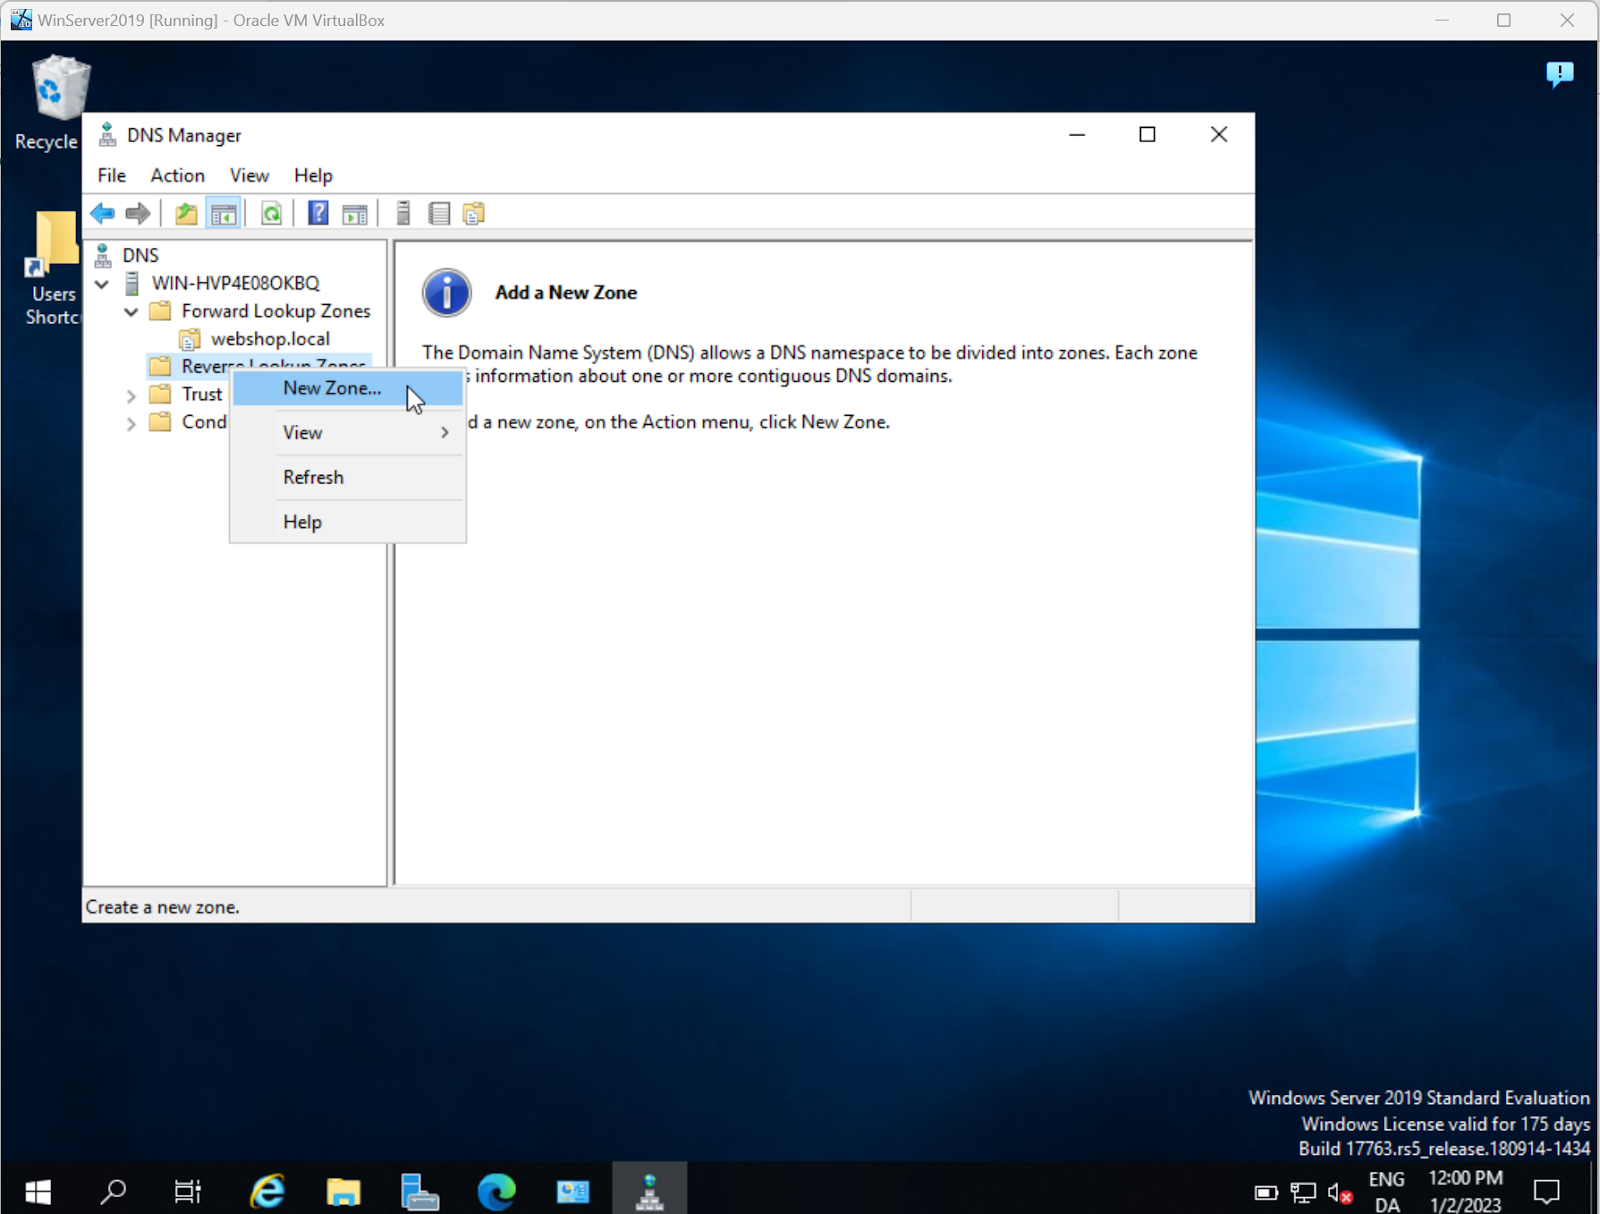 WinServer2019 [Running] - Oracle VM VirtualBox
Recycle
Users
Shortc
DNS Manager
File Action View Help
DNS
WIN-HVP4E08OKBQ
Forward Lookup Zones
webshop.local
Reverse Lookup Zones
Trust
Cond
New Zone...
View
Refresh
Help
Add a New Zone
The Domain Name System (DNS) allows a DNS namespace to be divided into zones. Each zone
s information about one or more contiguous DNS domains.
d a new zone, on the Action menu, click New Zone.
Create a new zone.
Windows Server 2019 Standard Evaluation
Windows License valid for 175 days
Build 17763.rs5_release.180914-1434
ENG
DA
12:00 PM
1/2/2023